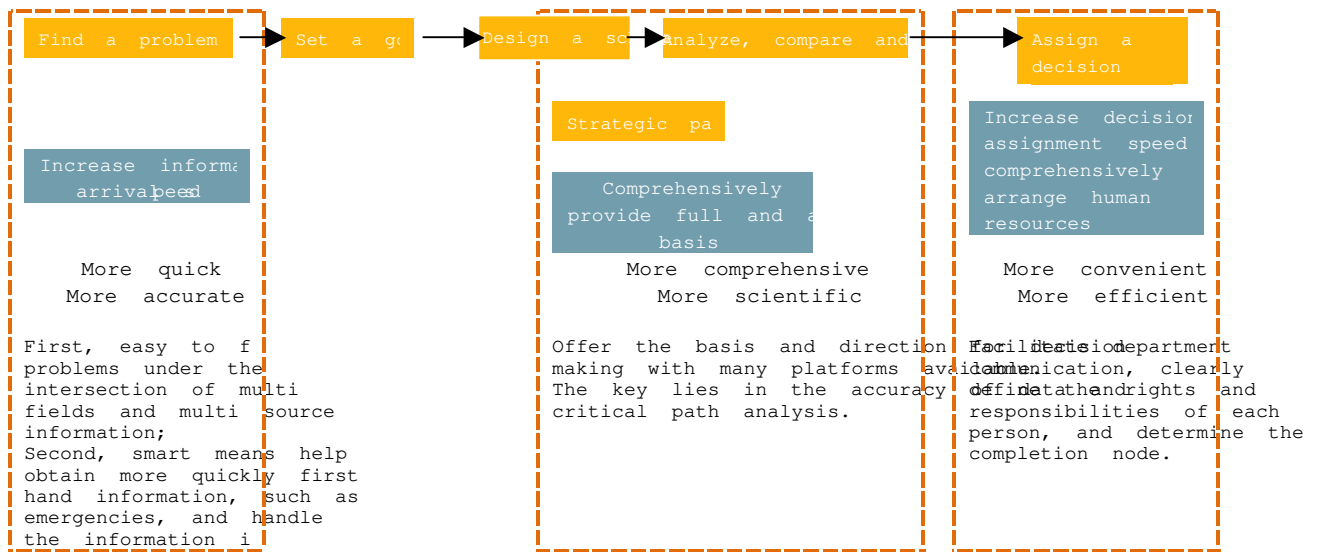 Find a problem
Set a
Design a
Analyze, compare and
Assign a
decision
Strategic
Increase
arrival
Comprehensively
provide full and
basis
Increase decision
assignment speed
comprehensively
arrange human
resources
More quick
More accurate
More comprehensive
More scientific
More convenient
More efficient
First, easy to
problems under the
intersection of multi
fields and multi source
information;
Second, smart means help
obtain more quickly first
hand information, such as
emergencies, and handle
the information
Offer the basis and direction for decision
making with many platforms available.
The key lies in the accuracy of data and
critical path analysis.
Facilitate department
communication, clearly
define the rights and
responsibilities of each
person, and determine the
completion node.